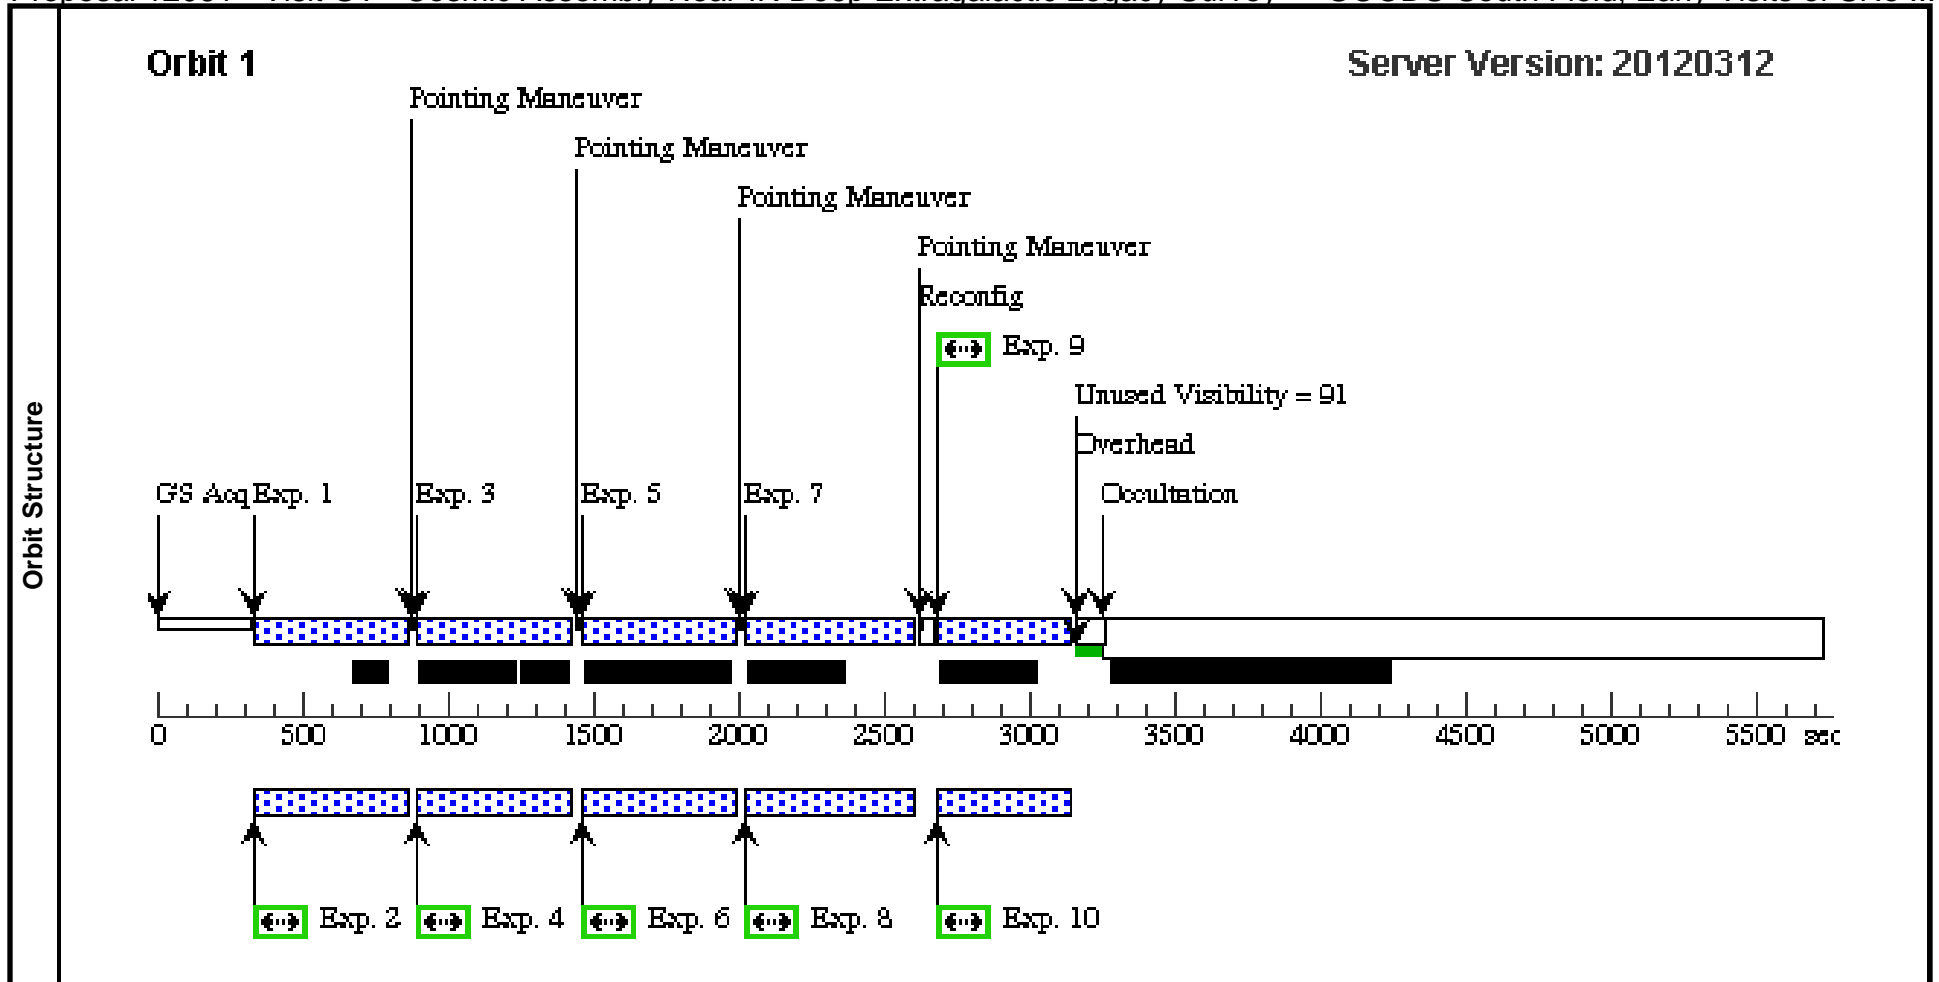 Orbit 1
Server Version: 20120312
Pointing Maneuver
Pointing Maneuver
Pointing Maneuver
Pointing Maneuver
Reconfig
Exp. 9
Unused Visibility = 91
Overhead
GS Acq Exp. 1 Exp. 3 Exp. 5 Exp. 7 Occultation
Orbit Structure
0 500 1000 1500 2000 2500 3000 3500 4000 4500 5000 5500 sec
Exp. 2 Exp. 4 Exp. 6 Exp. 8 Exp. 10